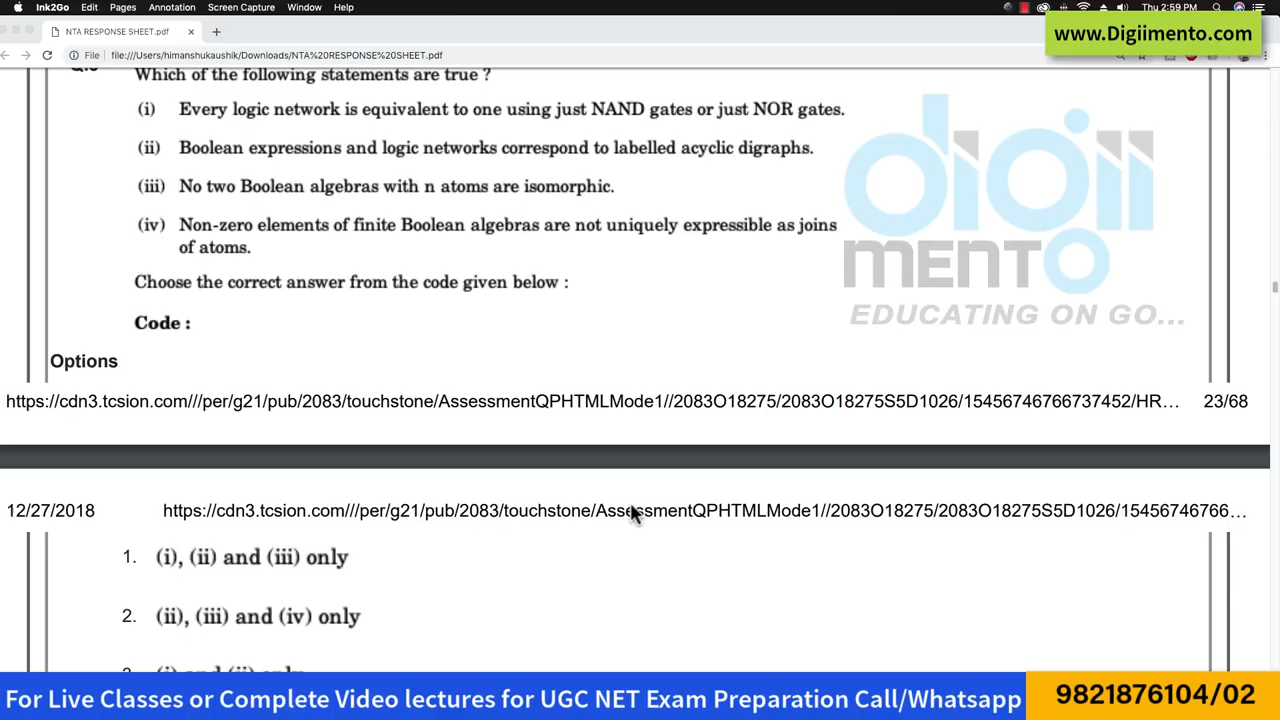 Ink2Go Edit Pages Annotation Screen Capture Window Help Thu 2:59 PM
NTA RESPONSE SHEET.pdf
www.Digiimento.com
File file:///Users/himanshukaushik/Downloads/NTA%20RESPONSE%20SHEET.pdf
Which of the following statements are true ?
(i) Every logic network is equivalent to one using just NAND gates or just NOR gates.
(ii) Boolean expressions and logic networks correspond to labelled acyclic digraphs.
(iii) No two Boolean algebras with n atoms are isomorphic.
(iv) Non-zero elements of finite Boolean algebras are not uniquely expressible as joins
of atoms.
Choose the correct answer from the code given below :
Code :
digii
MENTO
EDUCATING ON GO...
Options
https://cdn3.tcsion.com///per/g21/pub/2083/touchstone/AssessmentQPHTMLMode1//2083O18275/2083O18275S5D1026/15456746766737452/HR… 23/68
12/27/2018 https://cdn3.tcsion.com///per/g21/pub/2083/touchstone/AssessmentQPHTMLMode1//2083O18275/2083O18275S5D1026/15456746766…
1. (i), (ii) and (iii) only
2. (ii), (iii) and (iv) only
For Live Classes or Complete Video lectures for UGC NET Exam Preparation Call/Whatsapp 9821876104/02